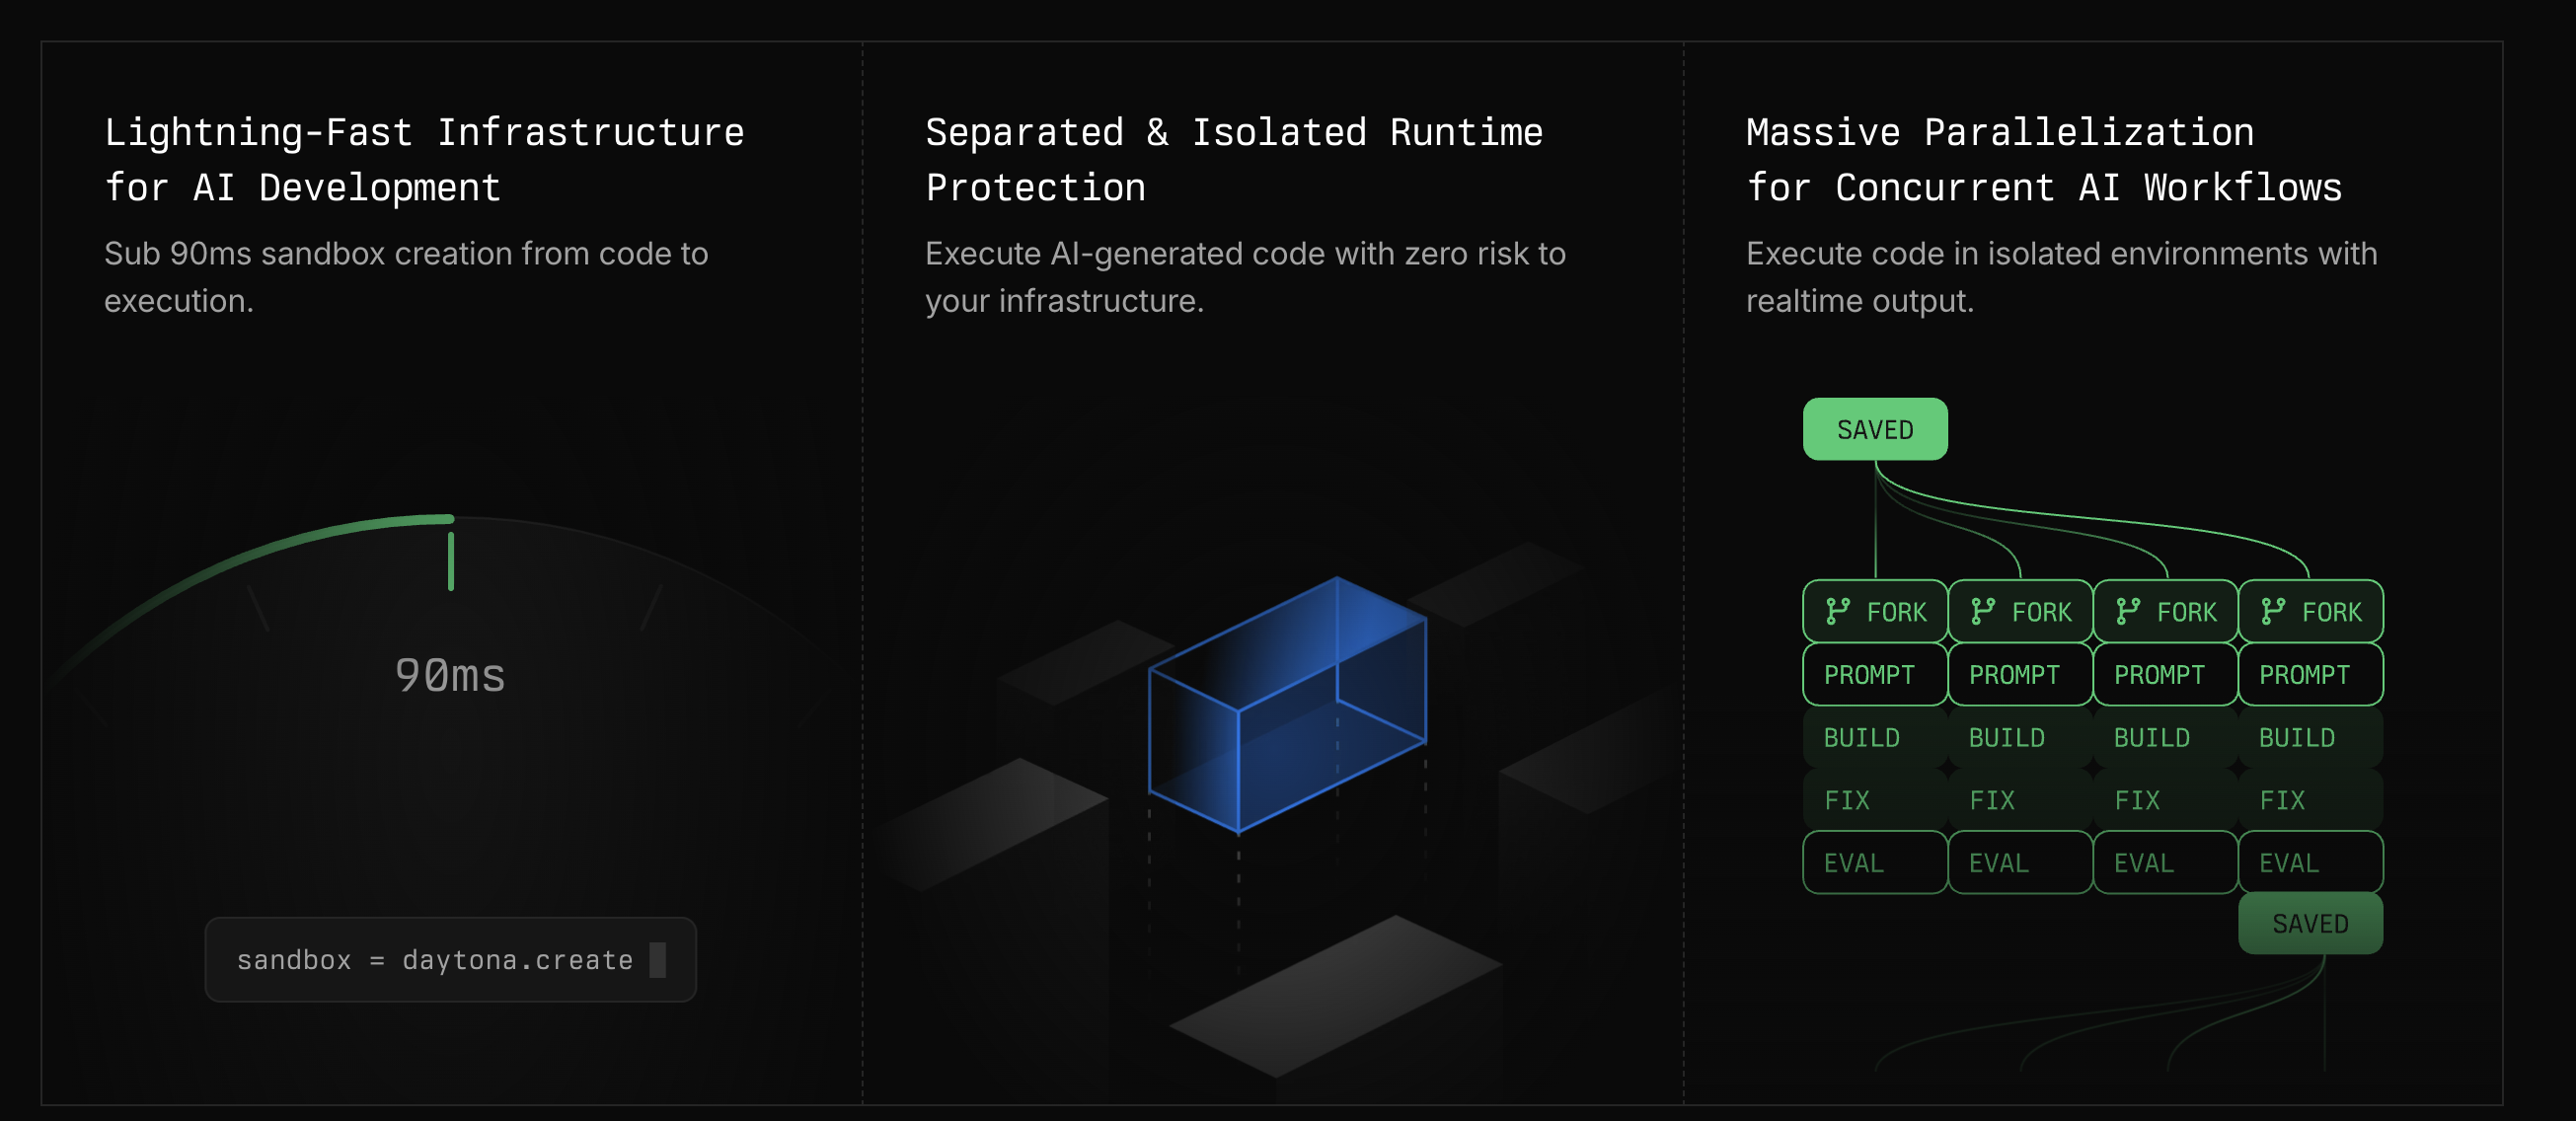 Lightning-Fast Infrastructure
for AI Development
Sub 90ms sandbox creation from code to
execution.
90ms
sandbox = daytona.create
Separated & Isolated Runtime
Protection
Execute AI-generated code with zero risk to
your infrastructure.
Massive Parallelization
for Concurrent AI Workflows
Execute code in isolated environments with
realtime output.
SAVED
FORK FORK FORK FORK
PROMPT PROMPT PROMPT PROMPT
BUILD BUILD BUILD BUILD
FIX FIX FIX FIX
EVAL EVAL EVAL EVAL
SAVED